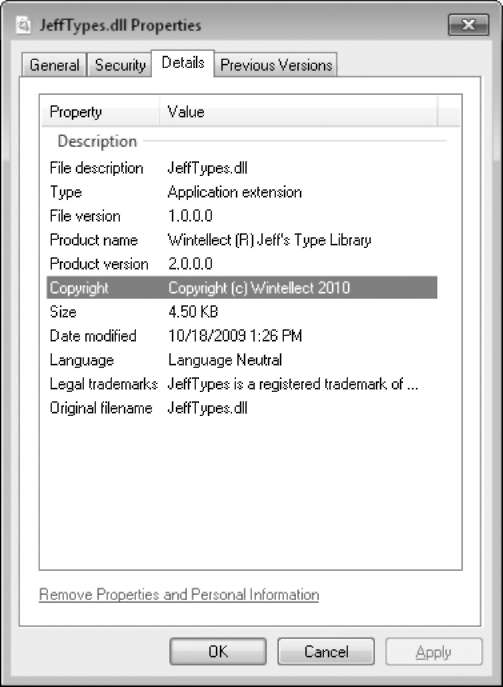 JeffTypes.dll Properties
General Security Details Previous Versions
Property Value
Description
File description JeffTypes.dll
Type Application extension
File version 1.0.0.0
Product name Wintellect (R) Jeff's Type Library
Product version 2.0.0.0
Copyright Copyright (c) Wintellect 2010
Size 4.50 KB
Date modified 10/18/2009 1:26 PM
Language Language Neutral
Legal trademarks JeffTypes is a registered trademark of ...
Original filename JeffTypes.dll
Remove Properties and Personal Information
OK Cancel Apply